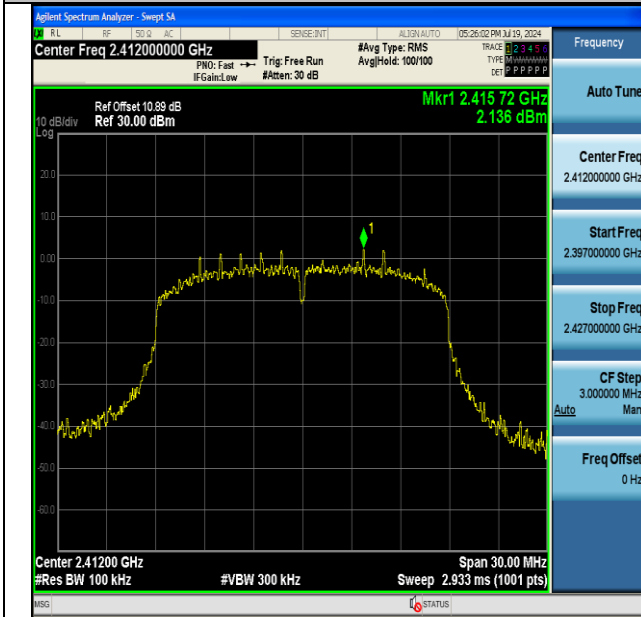 Agilent Spectrum Analyzer - Swept SA
RL RF 50 Ω AC SENSE:INT ALIGN AUTO 05:26:02 PM Jul 19, 2024
Center Freq 2.412000000 GHz
PNO: Fast
IFGain:Low
Trig: Free Run
#Atten: 30 dB
#Avg Type: RMS
Avg|Hold: 100/100
TRACE 1 2 3 4 5 6
TYPE M WWWWW
DET P P P P P P
Mkr1 2.415 72 GHz
2.136 dBm
Ref Offset 10.89 dB
10 dB/div Ref 30.00 dBm
Log
20.0
10.0
0.00
-10.0
-20.0
-30.0
-40.0
-50.0
-60.0
1
Center 2.41200 GHz Span 30.00 MHz
#Res BW 100 kHz #VBW 300 kHz Sweep 2.933 ms (1001 pts)
MSG STATUS
Frequency
Auto Tune
Center Freq
2.412000000 GHz
Start Freq
2.397000000 GHz
Stop Freq
2.427000000 GHz
CF Step
3.000000 MHz
Auto Man
Freq Offset
0 Hz